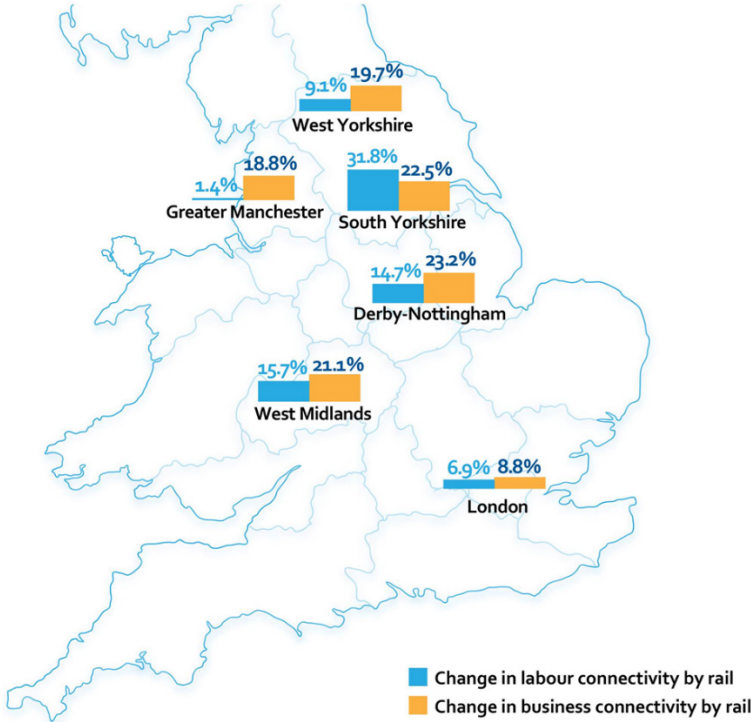 19.7%
9.1%
West Yorkshire
18.8%
1.4%
Greater Manchester
31.8%
22.5%
South Yorkshire
23.2%
14.7%
Derby-Nottingham
15.7% 21.1%
West Midlands
6.9% 8.8%
London
Change in labour connectivity by rail
Change in business connectivity by rail